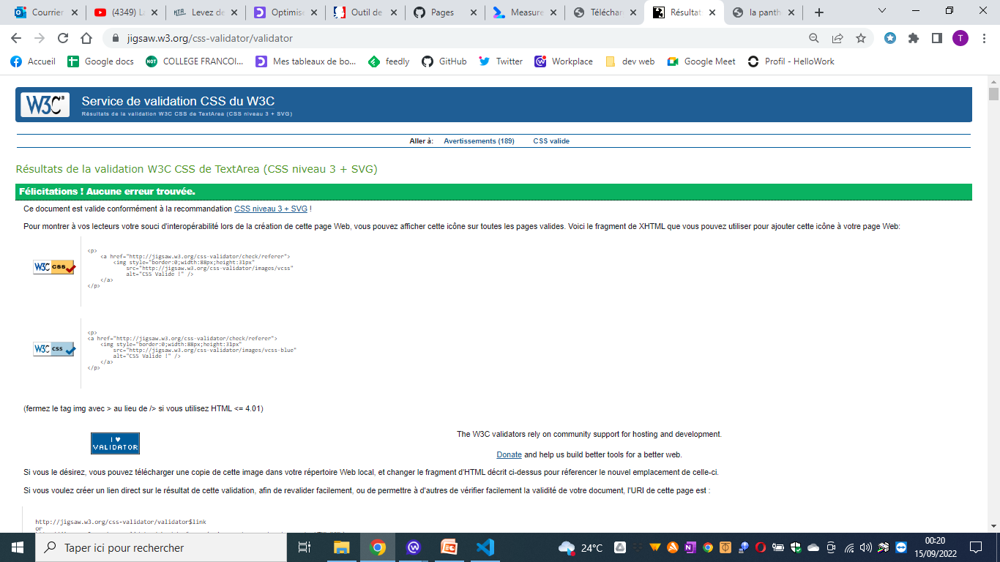 Courrier
(4349) L
Levez de
Optimise
Outil de
Pages
Measure
Téléchar
Résultat
la panth
jigsaw.w3.org/css-validator/validator
T
Accueil
Google docs
COLLEGE FRANCOI...
Mes tableaux de bo...
feedly
GitHub
Twitter
Workplace
dev web
Google Meet
Profil - HelloWork
W3C®
Service de validation CSS du W3C
Résultats de la validation W3C CSS de TextArea (CSS niveau 3 + SVG)
Aller à: Avertissements (189) CSS valide
Résultats de la validation W3C CSS de TextArea (CSS niveau 3 + SVG)
Félicitations ! Aucune erreur trouvée.
Ce document est valide conformément à la recommandation CSS niveau 3 + SVG !
Pour montrer à vos lecteurs votre souci d'interopérabilité lors de la création de cette page Web, vous pouvez afficher cette icône sur toutes les pages valides. Voici le fragment de XHTML que vous pouvez utiliser pour ajouter cette icône à votre page Web:
W3C css
<p>
<a href="http://jigsaw.w3.org/css-validator/check/referer">
<img style="border:0;width:88px;height:31px"
src="http://jigsaw.w3.org/css-validator/images/vcss"
alt="CSS Valide !" />
</a>
</p>
W3C css
<p>
<a href="http://jigsaw.w3.org/css-validator/check/referer">
<img style="border:0;width:88px;height:31px"
src="http://jigsaw.w3.org/css-validator/images/vcss-blue"
alt="CSS Valide !" />
</a>
</p>
(fermez le tag img avec > au lieu de /> si vous utilisez HTML <= 4.01)
I ♥
VALIDATOR
The W3C validators rely on community support for hosting and development.
Donate and help us build better tools for a better web.
Si vous le désirez, vous pouvez télécharger une copie de cette image dans votre répertoire Web local, et changer le fragment d'HTML décrit ci-dessus pour réferencer le nouvel emplacement de celle-ci.
Si vous voulez créer un lien direct sur le résultat de cette validation, afin de revalider facilement, ou de permettre à d'autres de vérifier facilement la validité de votre document, l'URI de cette page est :
http://jigsaw.w3.org/css-validator/validator$link
or
Taper ici pour rechercher
24°C
00:20
15/09/2022